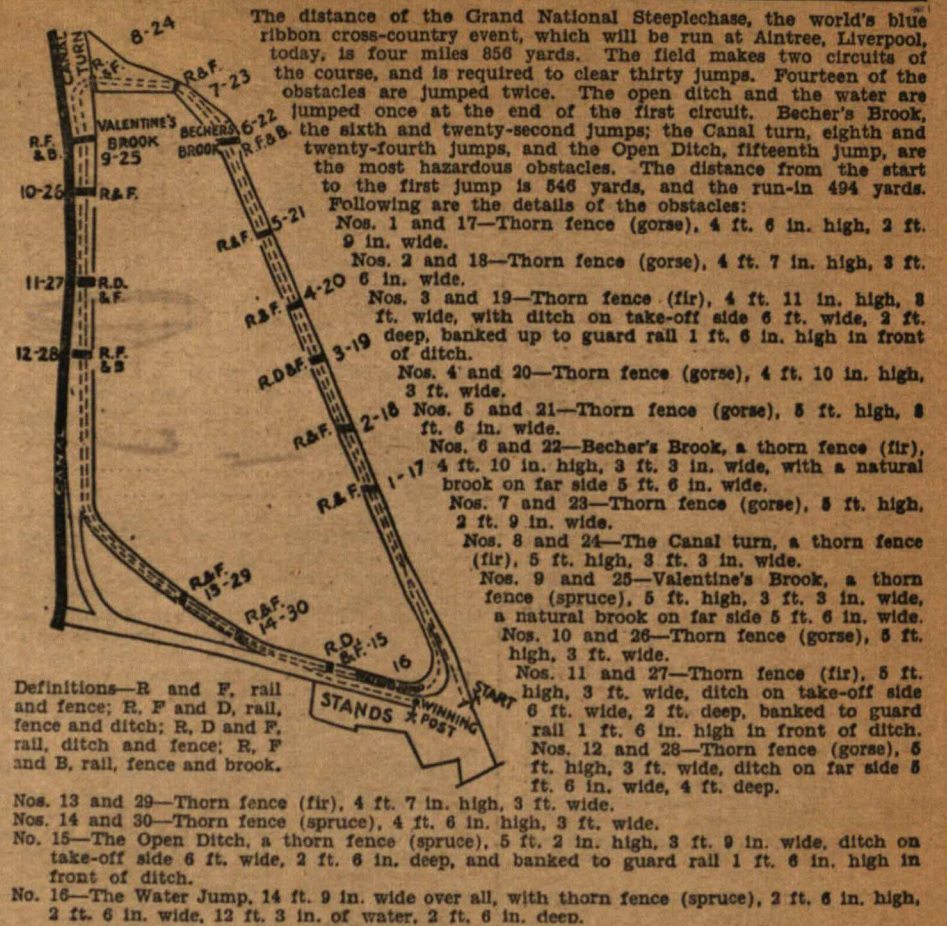 The distance of the Grand National Steeplechase, the world's blue
ribbon cross-country event, which will be run at Aintree, Liverpool,
today, is four miles 856 yards. The field makes two circuits of
the course, and is required to clear thirty jumps. Fourteen of the
obstacles are jumped twice. The open ditch and the water are
jumped once at the end of the first circuit. Becher's Brook,
the sixth and twenty-second jumps; the Canal turn, eighth and
twenty-fourth jumps, and the Open Ditch, fifteenth jump, are
the most hazardous obstacles. The distance from the start
to the first jump is 546 yards, and the run-in 494 yards.
Following are the details of the obstacles:
Nos. 1 and 17—Thorn fence (gorse), 4 ft. 6 in. high, 2 ft.
9 in. wide.
Nos. 2 and 18—Thorn fence (gorse), 4 ft. 7 in. high, 3 ft.
6 in. wide.
Nos. 3 and 19—Thorn fence (fir), 4 ft. 11 in. high, 3
ft. wide, with ditch on take-off side 6 ft. wide, 2 ft.
deep, banked up to guard rail 1 ft. 6 in. high in front
of ditch.
Nos. 4 and 20—Thorn fence (gorse), 4 ft. 10 in. high,
3 ft. wide.
Nos. 5 and 21—Thorn fence (gorse), 5 ft. high, 3
ft. 6 in. wide.
Nos. 6 and 22—Becher's Brook, a thorn fence (fir),
4 ft. 10 in. high, 3 ft. 3 in. wide, with a natural
brook on far side 5 ft. 6 in. wide.
Nos. 7 and 23—Thorn fence (gorse), 5 ft. high,
2 ft. 9 in. wide.
Nos. 8 and 24—The Canal turn, a thorn fence
(fir), 5 ft. high, 3 ft. 3 in. wide.
Nos. 9 and 25—Valentine's Brook, a thorn
fence (spruce), 5 ft. high, 3 ft. 3 in. wide,
a natural brook on far side 5 ft. 6 in. wide.
Nos. 10 and 26—Thorn fence (gorse), 5 ft.
high, 3 ft. wide.
Nos. 11 and 27—Thorn fence (fir), 5 ft.
high, 3 ft. wide, ditch on take-off side
6 ft. wide, 2 ft. deep, banked to guard
rail 1 ft. 6 in. high in front of ditch.
Nos. 12 and 28—Thorn fence (gorse), 5
ft. high, 3 ft. wide, ditch on far side 5
ft. 6 in. wide, 4 ft. deep.
Nos. 13 and 29—Thorn fence (fir), 4 ft. 7 in. high, 3 ft. wide.
Nos. 14 and 30—Thorn fence (spruce), 4 ft. 6 in. high, 3 ft. wide.
No. 15—The Open Ditch, a thorn fence (spruce), 5 ft. 2 in. high, 3 ft. 9 in. wide, ditch on
take-off side 6 ft. wide, 2 ft. 6 in. deep, and banked to guard rail 1 ft. 6 in. high in
front of ditch.
No. 16—The Water Jump, 14 ft. 9 in. wide over all, with thorn fence (spruce), 2 ft. 6 in. high,
2 ft. 6 in. wide, 12 ft. 3 in. of water, 2 ft. 6 in. deep.
Definitions—R and F, rail
and fence; R, F and D, rail,
fence and ditch; R, D and F,
rail, ditch and fence; R, F
and B, rail, fence and brook.
CANAL
TURN
8-24
R.
&F.
R&F.
7-23
VALENTINE'S
BROOK
9-25
R.F.
& B.
BECHERS
BROOK
6-22
R.F.&B.
10-26
R&F.
5-21
R&F.
11-27
R.D.
& F.
4-20
R&F.
12-28
R.F.
&B
3-19
R.D&F.
2-18
R&F.
1-17
R&F.
CANAL
R&F.
13-29
R&F.
14-30
R.D.
&F.-15
16
START
STANDS
WINNING
POST